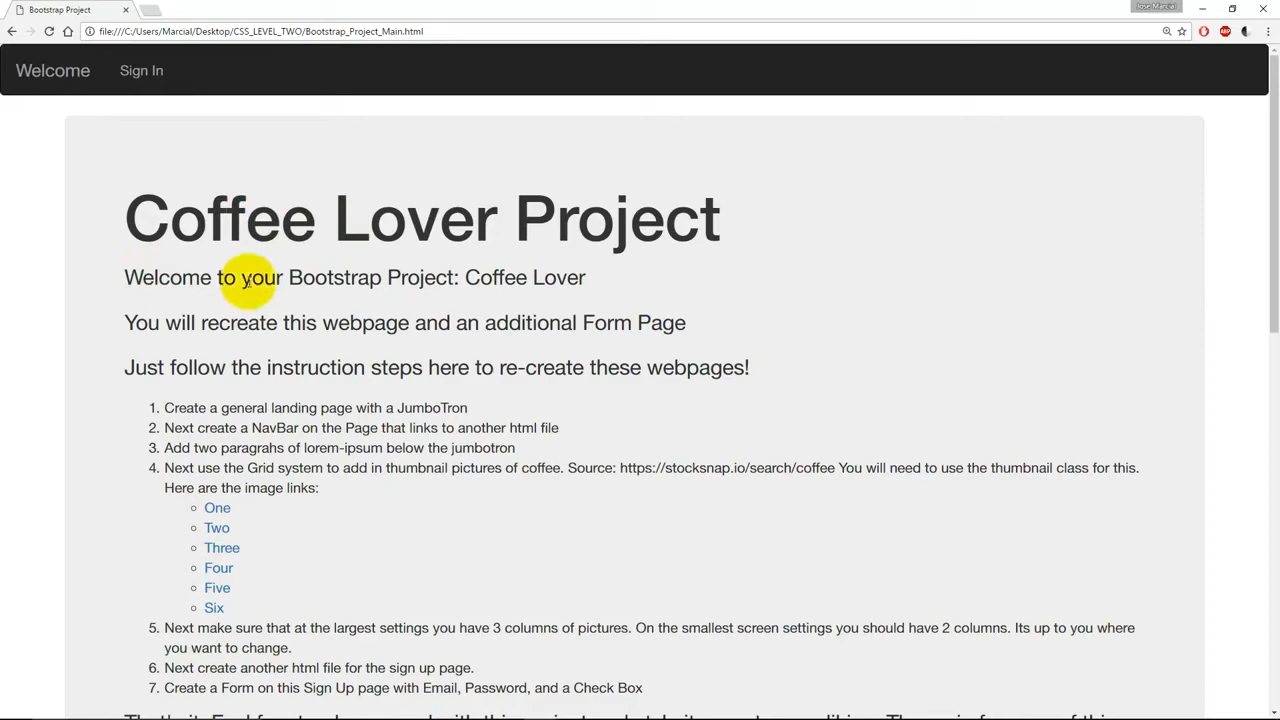 Bootstrap Project
Jose Marcial
file:///C:/Users/Marcial/Desktop/CSS_LEVEL_TWO/Bootstrap_Project_Main.html
ABP
Welcome Sign In
Coffee Lover Project
Welcome to your Bootstrap Project: Coffee Lover
You will recreate this webpage and an additional Form Page
Just follow the instruction steps here to re-create these webpages!
1. Create a general landing page with a JumboTron
2. Next create a NavBar on the Page that links to another html file
3. Add two paragrahs of lorem-ipsum below the jumbotron
4. Next use the Grid system to add in thumbnail pictures of coffee. Source: https://stocksnap.io/search/coffee You will need to use the thumbnail class for this.
Here are the image links:
One
Two
Three
Four
Five
Six
5. Next make sure that at the largest settings you have 3 columns of pictures. On the smallest screen settings you should have 2 columns. Its up to you where
you want to change.
6. Next create another html file for the sign up page.
7. Create a Form on this Sign Up page with Email, Password, and a Check Box